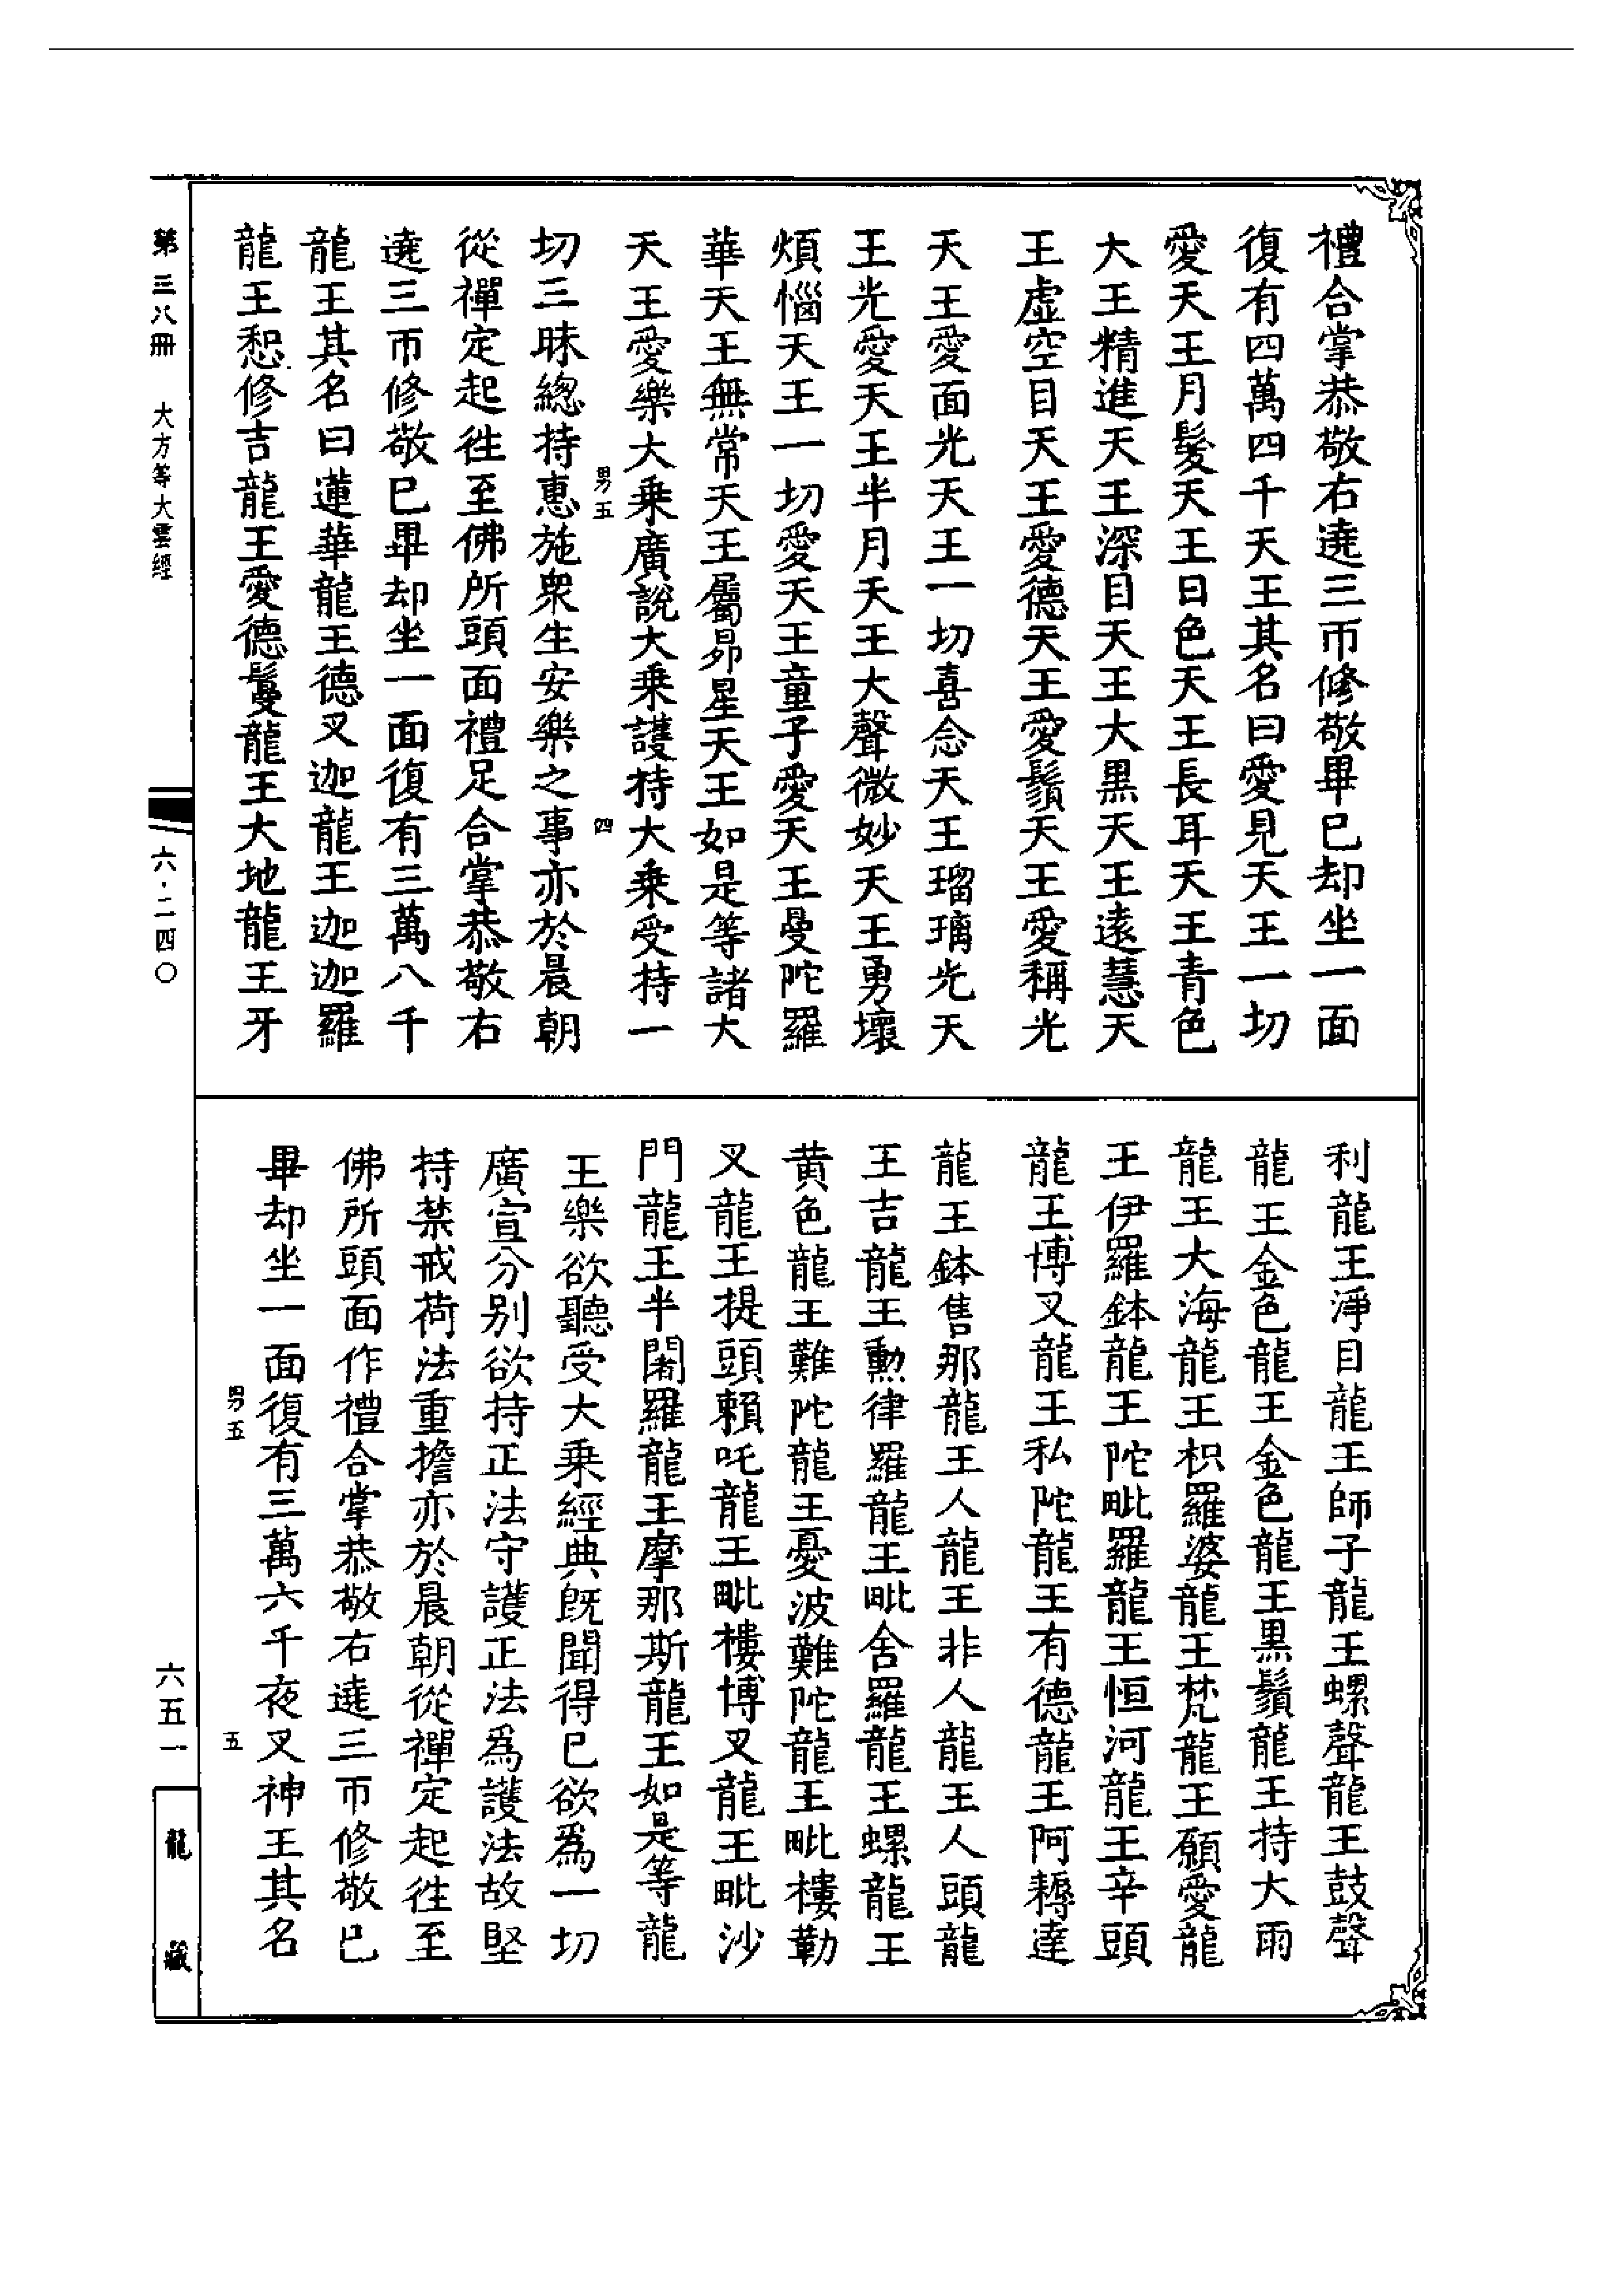 禮合掌恭敬右遶三帀修敬畢已却坐一面
復有四萬四千天王其名曰愛見天王一切
愛天王月髮天王日色天王長耳天王青色
大王精進天王深目天王大黑天王遠慧天
王虛空目天王愛德天王愛鬚天王愛稱光
天王愛面光天王一切喜念天王瑠璃光天
王光愛天王半月天王大聲微妙天王勇壞
煩惱天王一切愛天王童子愛天王曼陀羅
華天王無常天王屬昴星天王如是等諸大
天王愛樂大乘廣說大乘護持大乘受持一
男五 四
切三昧總持惠施衆生安樂之事亦於晨朝
從禪定起往至佛所頭面禮足合掌恭敬右
遶三帀修敬已畢却坐一面復有三萬八千
龍王其名曰蓮華龍王德叉迦龍王迦迦羅
龍王恕修吉龍王愛德鬘龍王大地龍王牙
利龍王淨目龍王師子龍王螺聲龍王鼓聲
龍王金色龍王金色龍王黑鬚龍王持大雨
龍王大海龍王枳羅婆龍王梵龍王願愛龍
王伊羅鉢龍王陀毗羅龍王恒河龍王辛頭
龍王博叉龍王私陀龍王有德龍王阿耨達
龍王鉢售那龍王人龍王非人龍王人頭龍
王吉龍王勲律羅龍王毗舍羅龍王螺龍王
黄色龍王難陀龍王憂波難陀龍王毗樓勒
叉龍王提頭賴吒龍王毗樓博叉龍王毗沙
門龍王半闍羅龍王摩那斯龍王如是等龍
王樂欲聽受大乘經典既聞得已欲爲一切
廣宣分别欲持正法守護正法爲護法故堅
持禁戒荷法重擔亦於晨朝從禪定起往至
佛所頭面作禮合掌恭敬右遶三帀修敬已
畢却坐一面復有三萬六千夜叉神王其名
男五 五
第三八冊 大方等大雲經
六·二四〇
六五一
龍藏